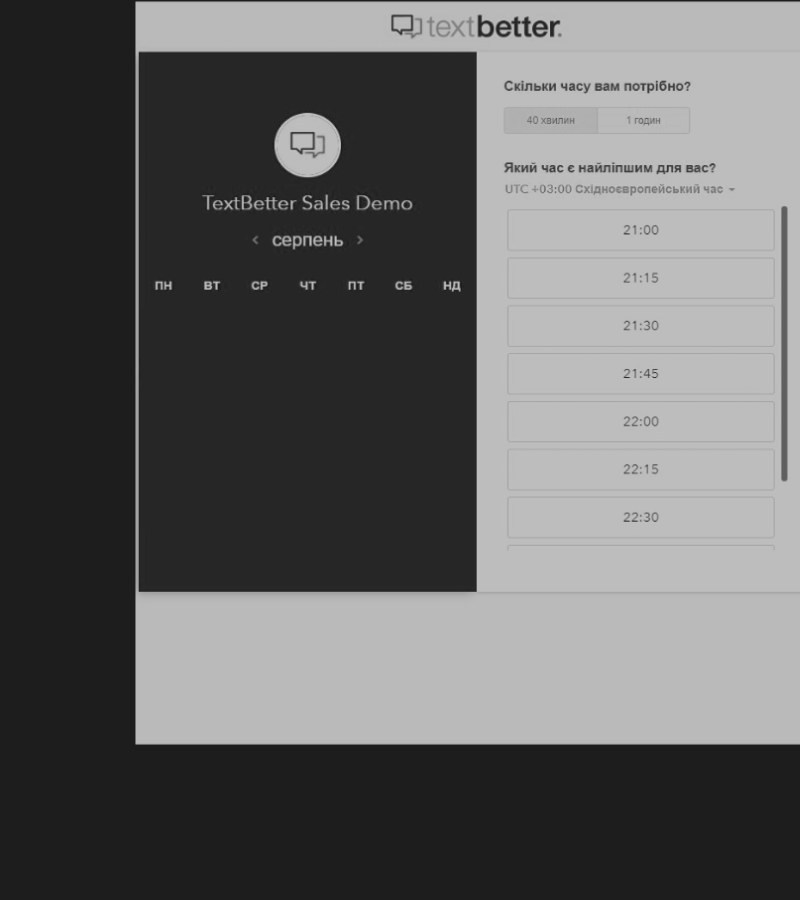 textbetter.
TextBetter Sales Demo
‹ серпень ›
ПН ВТ СР ЧТ ПТ СБ НД
Скільки часу вам потрібно?
40 хвилин 1 годин
Який час є найліпшим для вас?
UTC +03:00 Східноєвропейський час
21:00
21:15
21:30
21:45
22:00
22:15
22:30